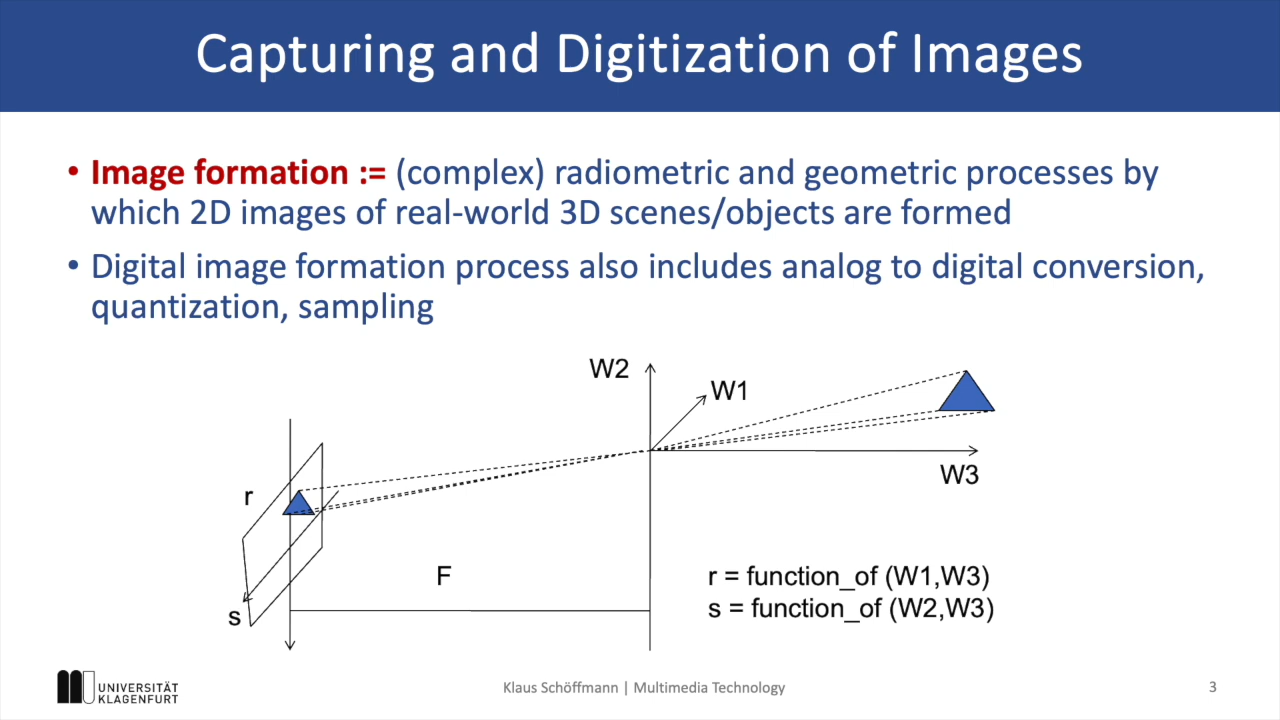 Capturing and Digitization of Images
• Image formation := (complex) radiometric and geometric processes by
which 2D images of real-world 3D scenes/objects are formed
• Digital image formation process also includes analog to digital conversion,
quantization, sampling
W2
W1
W3
r
F
s
r = function_of (W1,W3)
s = function_of (W2,W3)
UNIVERSITÄT
KLAGENFURT
Klaus Schöffmann | Multimedia Technology
3